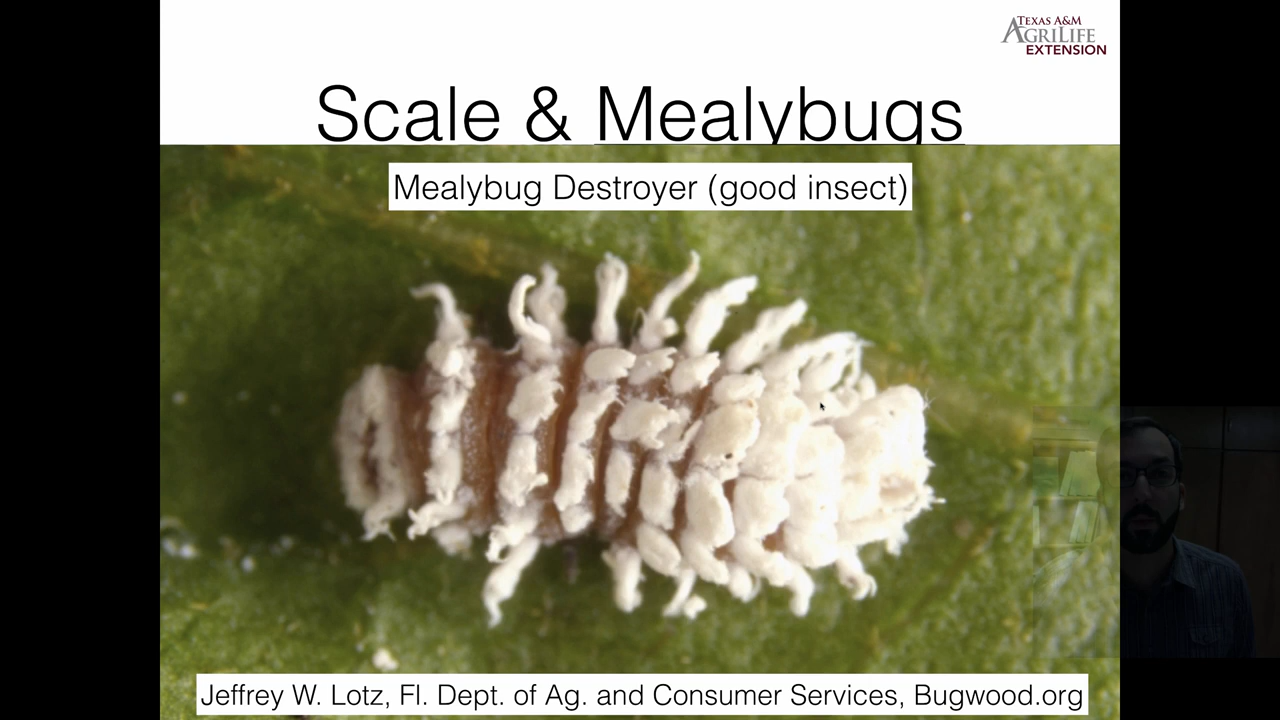 TEXAS A&M
AGRILIFE
EXTENSION
Scale & Mealybugs
Mealybug Destroyer (good insect)
Jeffrey W. Lotz, Fl. Dept. of Ag. and Consumer Services, Bugwood.org